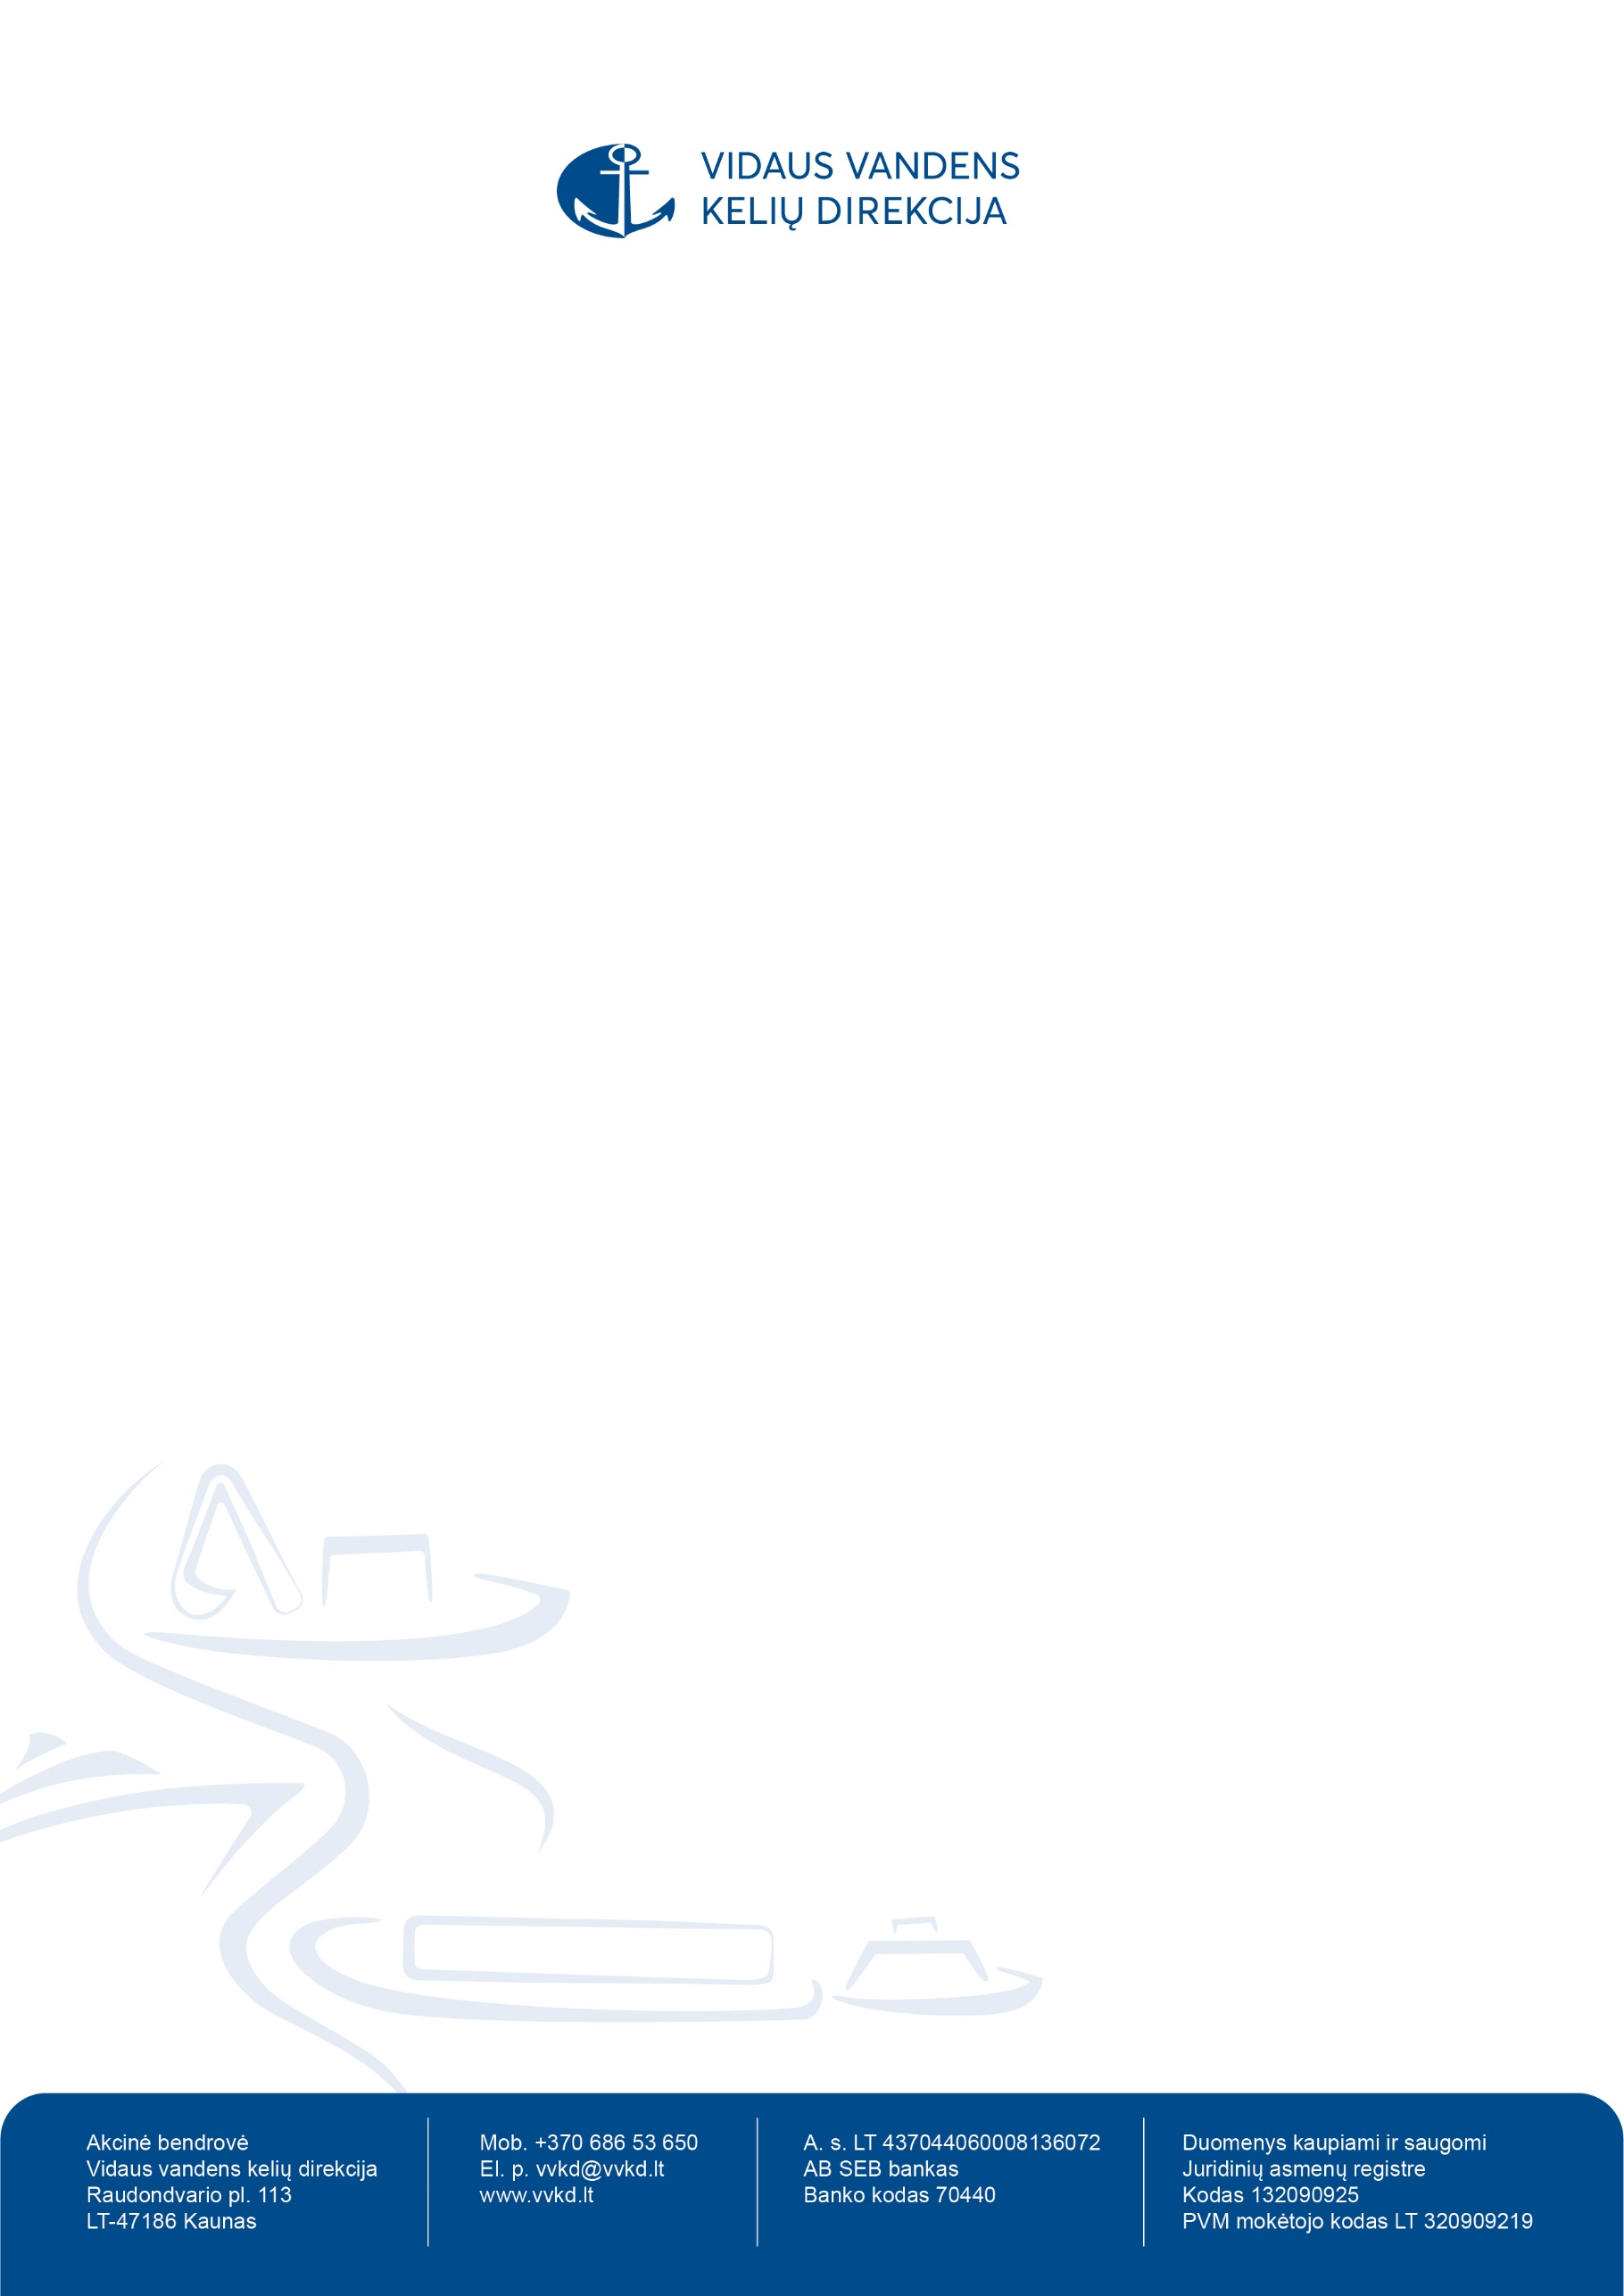 VIDAUS VANDENS
KELIŲ DIREKCIJA
Akcinė bendrovė
Vidaus vandens kelių direkcija
Raudondvario pl. 113
LT-47186 Kaunas
Mob. +370 686 53 650
El. p. vvkd@vvkd.lt
www.vvkd.lt
A. s. LT 437044060008136072
AB SEB bankas
Banko kodas 70440
Duomenys kaupiami ir saugomi
Juridinių asmenų registre
Kodas 132090925
PVM mokėtojo kodas LT 320909219